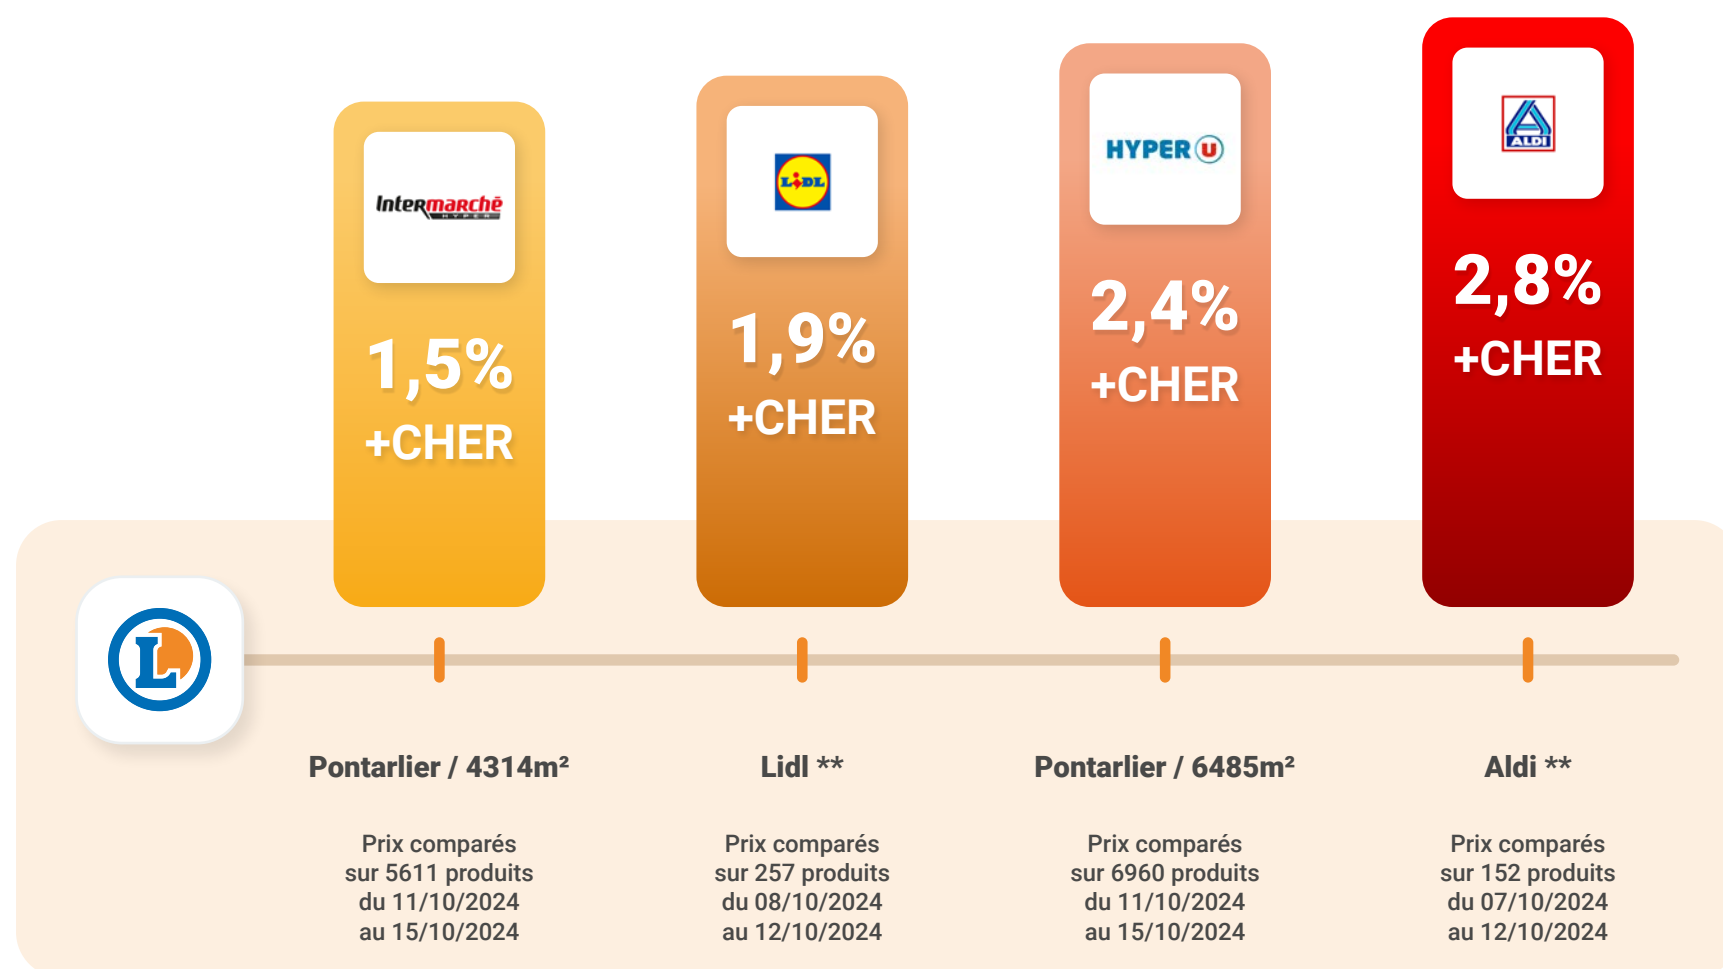 Intermarchē
HYPER
1,5%
+CHER
LIDL
1,9%
+CHER
HYPER U
2,4%
+CHER
ALDI
2,8%
+CHER
L
Pontarlier / 4314m²
Prix comparés
sur 5611 produits
du 11/10/2024
au 15/10/2024
Lidl **
Prix comparés
sur 257 produits
du 08/10/2024
au 12/10/2024
Pontarlier / 6485m²
Prix comparés
sur 6960 produits
du 11/10/2024
au 15/10/2024
Aldi **
Prix comparés
sur 152 produits
du 07/10/2024
au 12/10/2024